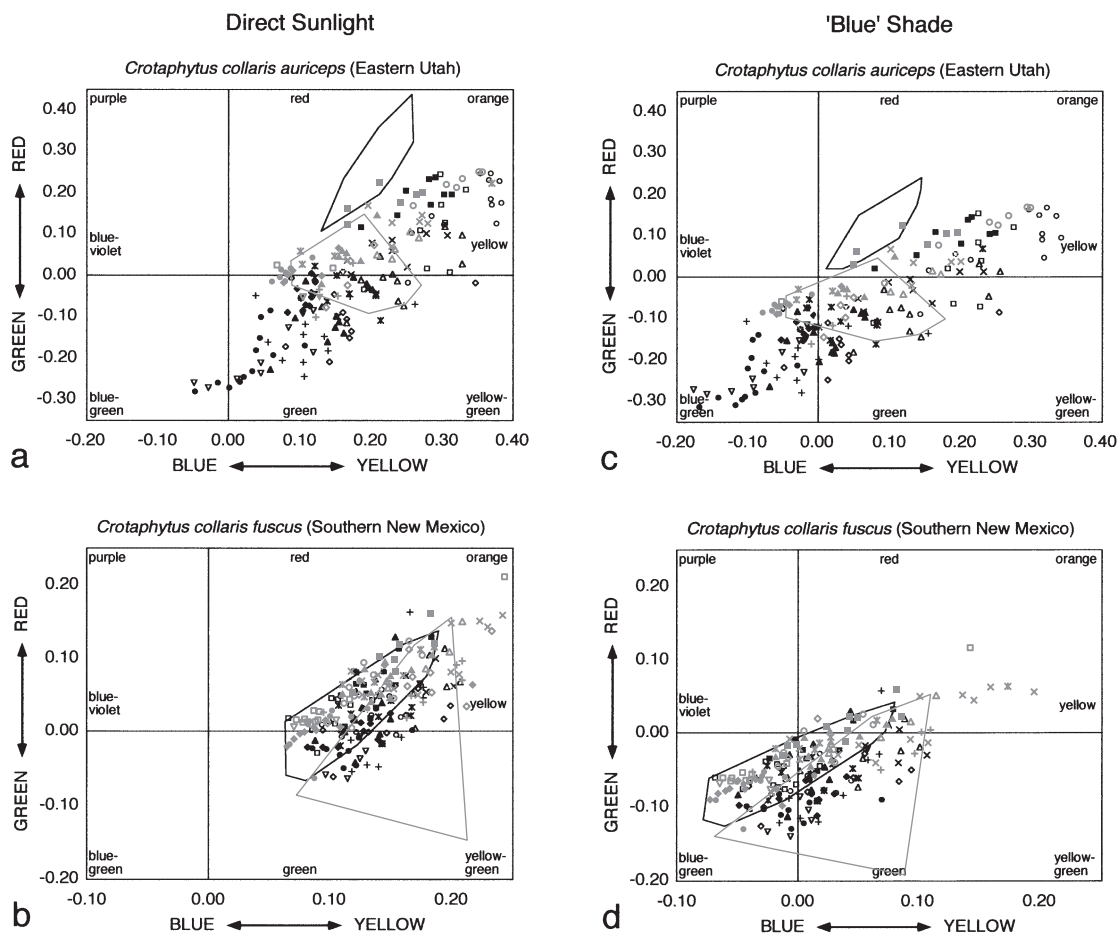 Direct Sunlight
'Blue' Shade
a
Crotaphytus collaris auriceps (Eastern Utah)
purple
red
orange
blue-
violet
yellow
blue-
green
green
yellow-
green
0.40
0.30
0.20
0.10
0.00
-0.10
-0.20
-0.30
RED
GREEN
-0.20 -0.10 0.00 0.10 0.20 0.30 0.40
BLUE YELLOW
c
Crotaphytus collaris auriceps (Eastern Utah)
purple
red
orange
blue-
violet
yellow
blue-
green
green
yellow-
green
0.40
0.30
0.20
0.10
0.00
-0.10
-0.20
-0.30
RED
GREEN
-0.20 -0.10 0.00 0.10 0.20 0.30 0.40
BLUE YELLOW
b
Crotaphytus collaris fuscus (Southern New Mexico)
purple
red
orange
blue-
violet
yellow
blue-
green
green
yellow-
green
0.20
0.10
0.00
-0.10
-0.20
RED
GREEN
-0.10 0.00 0.10 0.20
BLUE YELLOW
d
Crotaphytus collaris fuscus (Southern New Mexico)
purple
red
orange
blue-
violet
yellow
blue-
green
green
yellow-
green
0.20
0.10
0.00
-0.10
-0.20
RED
GREEN
-0.10 0.00 0.10 0.20
BLUE YELLOW